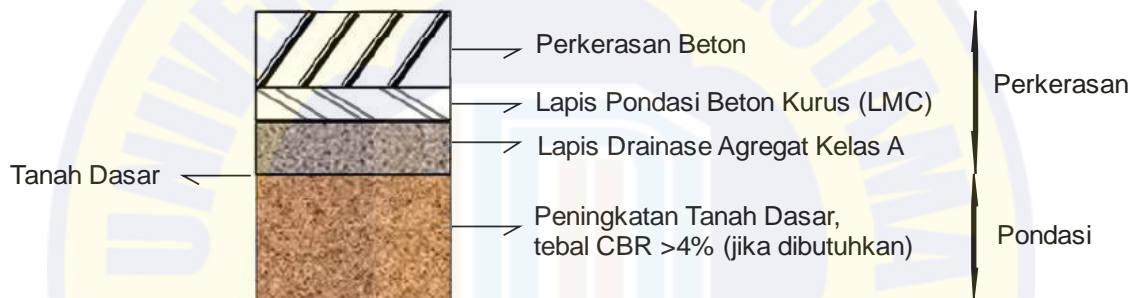 Perkerasan Beton
Lapis Pondasi Beton Kurus (LMC)
Lapis Drainase Agregat Kelas A
Tanah Dasar
Peningkatan Tanah Dasar,
tebal CBR >4% (jika dibutuhkan)
Perkerasan
Pondasi
UTAMA